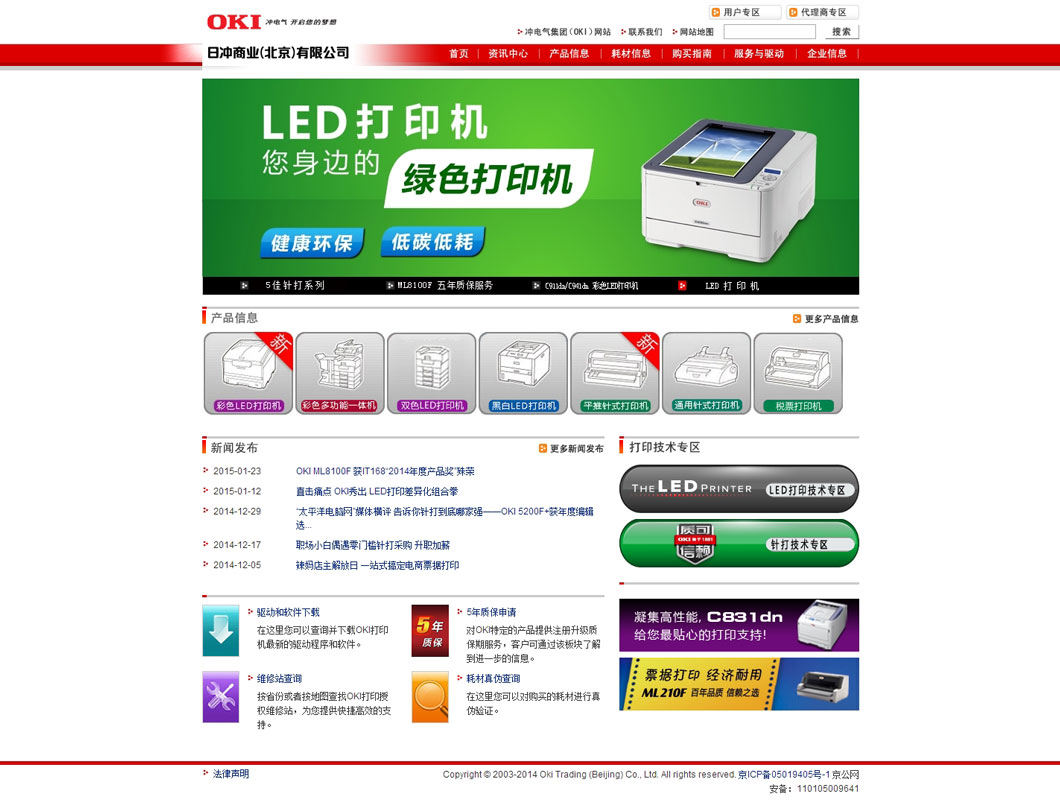 用户专区
代理商专区
OKI 冲电气 开启您的梦想
冲电气集团(OKI)网站
联系我们
网站地图
搜索
日冲商业(北京)有限公司
首页
资讯中心
产品信息
耗材信息
购买指南
服务与驱动
企业信息
LED打印机
您身边的
绿色打印机
健康环保
低碳低耗
OKI
5佳针打系列
ML8100F 五年质保服务
C911dn/C941dn 彩色LED打印机
LED 打 印 机
产品信息
更多产品信息
新
新
彩色LED打印机
彩色多功能一体机
双色LED打印机
黑白LED打印机
平推针式打印机
通用针式打印机
税票打印机
新闻发布
更多新闻发布
2015-01-23 OKI ML8100F 获IT168“2014年度产品奖”殊荣
2015-01-12 直击痛点 OKI秀出 LED打印差异化组合拳
2014-12-29 “太平洋电脑网”媒体横评 告诉你针打到底哪家强——OKI 5200F+获年度编辑
选...
2014-12-17 职场小白偶遇零门槛针打采购 升职加薪
2014-12-05 辣妈店主解放日 一站式搞定电商票据打印
打印技术专区
THE LED PRINTER LED打印技术专区
质可
OKI 始于1881
信赖
针打技术专区
驱动和软件下载
在这里您可以查询并下载OKI打印
机最新的驱动程序和软件。
5年
质保
5年质保申请
对OKI特定的产品提供注册升级质
保期服务，客户可通过该板块了解
到进一步的信息。
维修站查询
按省份或者按地图查找OKI打印授
权维修站，为您提供快捷高效的支
持。
耗材真伪查询
在这里您可以对购买的耗材进行真
伪验证。
凝集高性能, C831dn
给您最贴心的打印支持!
票据打印 经济耐用
ML210F 百年品质 信赖之选
法律声明
Copyright © 2003-2014 Oki Trading (Beijing) Co., Ltd. All rights reserved. 京ICP备05019405号-1 京公网
安备：110105009641